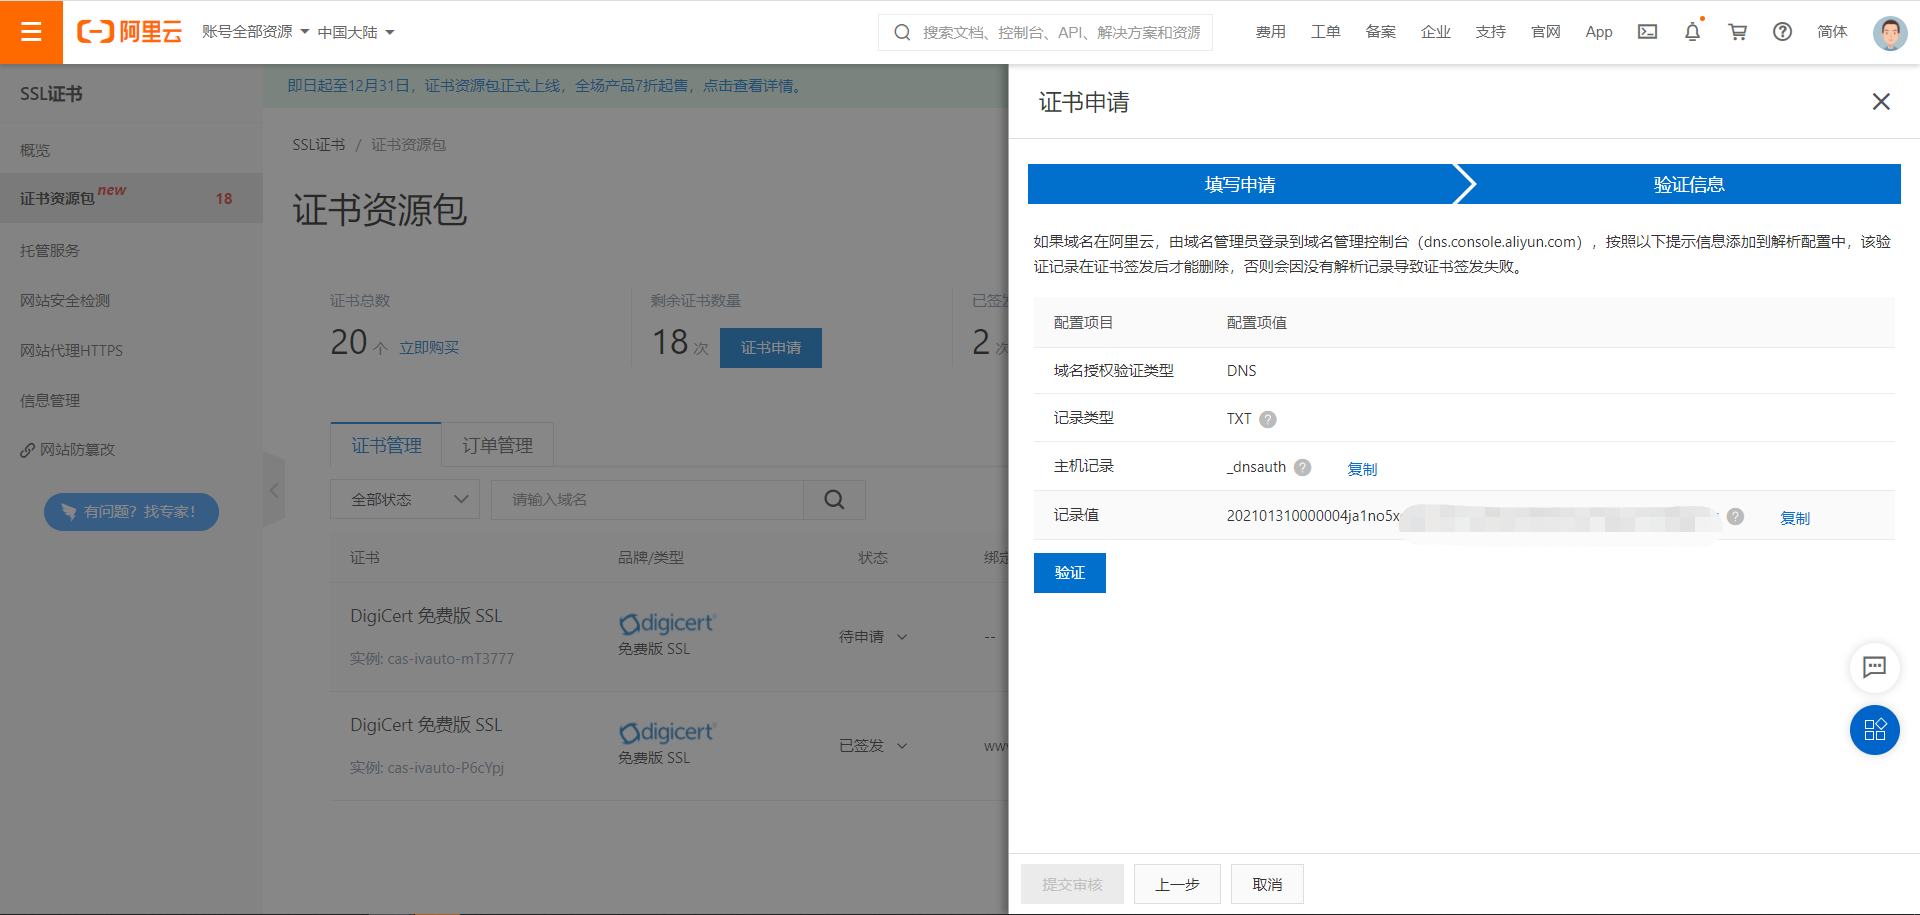 阿里云
账号全部资源
中国大陆
搜索文档、控制台、API、解决方案和资源
费用
工单
备案
企业
支持
官网
App
简体
SSL证书
概览
证书资源包 new 18
托管服务
网站安全检测
网站代理HTTPS
信息管理
网站防篡改
有问题？找专家！
即日起至12月31日，证书资源包正式上线，全场产品7折起售，点击查看详情。
SSL证书 / 证书资源包
证书资源包
证书总数
20 个 立即购买
剩余证书数量
18 次 证书申请
已签发
2 次
证书管理
订单管理
全部状态
请输入域名
证书 品牌/类型 状态 绑定
DigiCert 免费版 SSL
实例: cas-ivauto-mT3777
digicert
免费版 SSL
待申请
--
DigiCert 免费版 SSL
实例: cas-ivauto-P6cYpj
digicert
免费版 SSL
已签发
www
证书申请
填写申请
验证信息
如果域名在阿里云，由域名管理员登录到域名管理控制台（dns.console.aliyun.com），按照以下提示信息添加到解析配置中，该验
证记录在证书签发后才能删除，否则会因没有解析记录导致证书签发失败。
配置项目 配置项值
域名授权验证类型 DNS
记录类型 TXT
主机记录 _dnsauth 复制
记录值 202101310000004ja1no5x 复制
验证
提交审核
上一步
取消